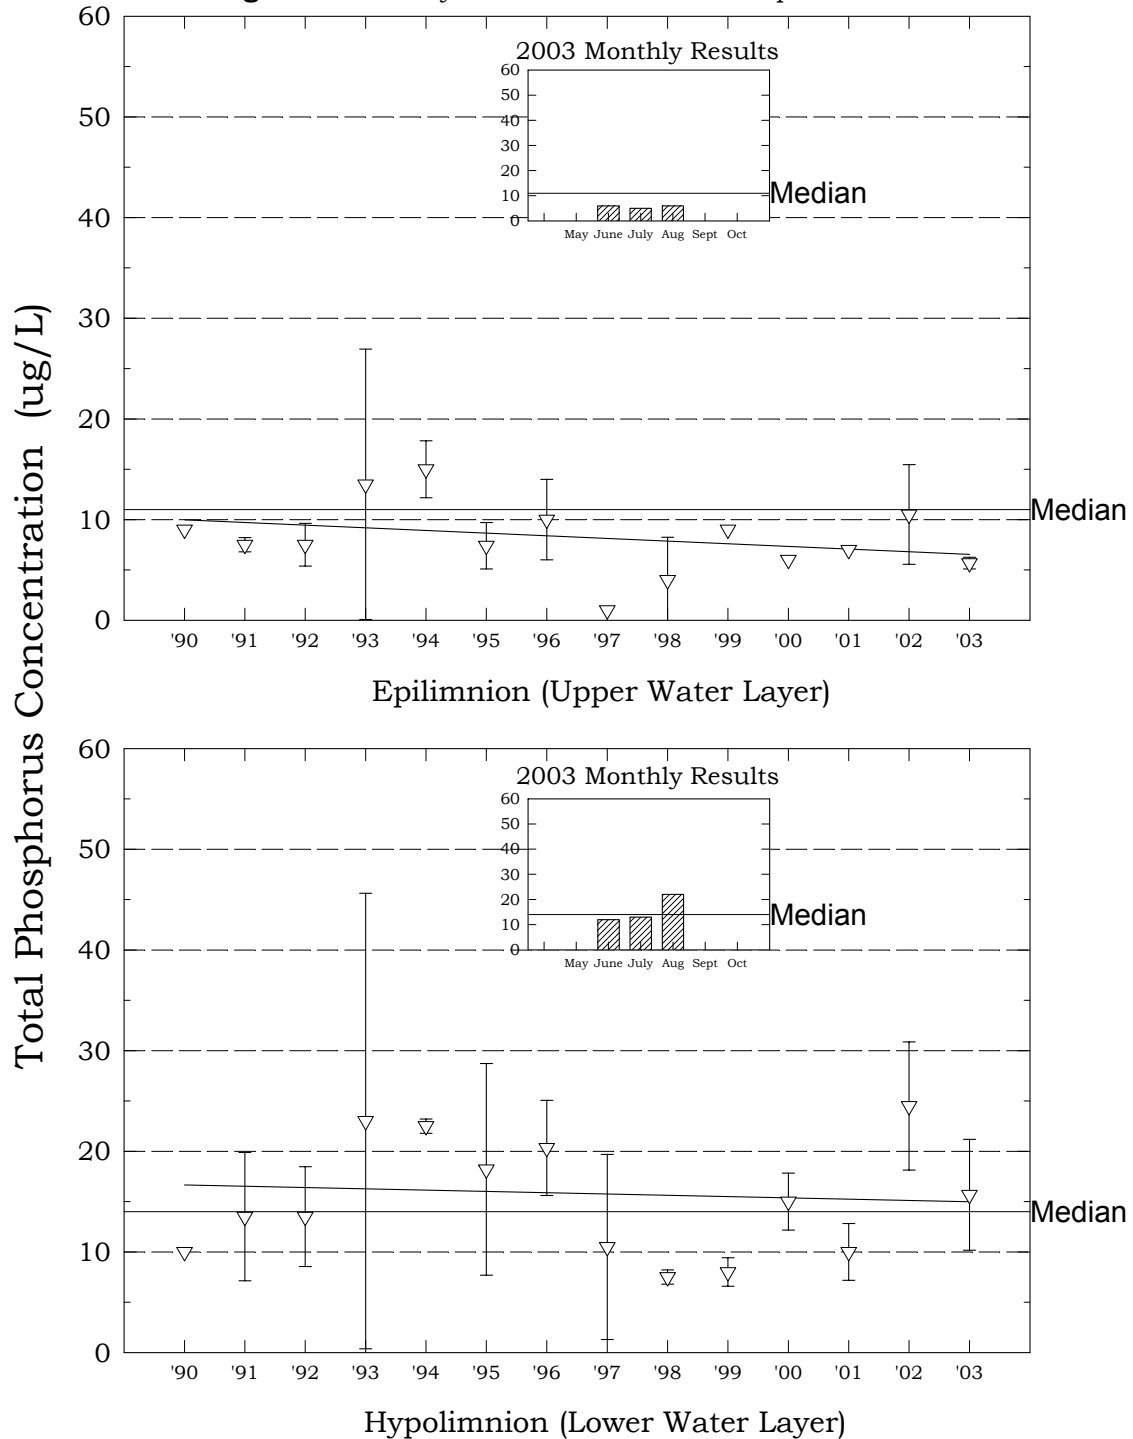 2003 Monthly Results
60
50
40
30
20
10
0
May June July Aug Sept Oct
Median
60
50
40
30
20
10
0
Median
'90 '91 '92 '93 '94 '95 '96 '97 '98 '99 '00 '01 '02 '03
Epilimnion (Upper Water Layer)
Total Phosphorus Concentration (ug/L)
2003 Monthly Results
60
50
40
30
20
10
0
May June July Aug Sept Oct
Median
60
50
40
30
20
10
0
Median
'90 '91 '92 '93 '94 '95 '96 '97 '98 '99 '00 '01 '02 '03
Hypolimnion (Lower Water Layer)